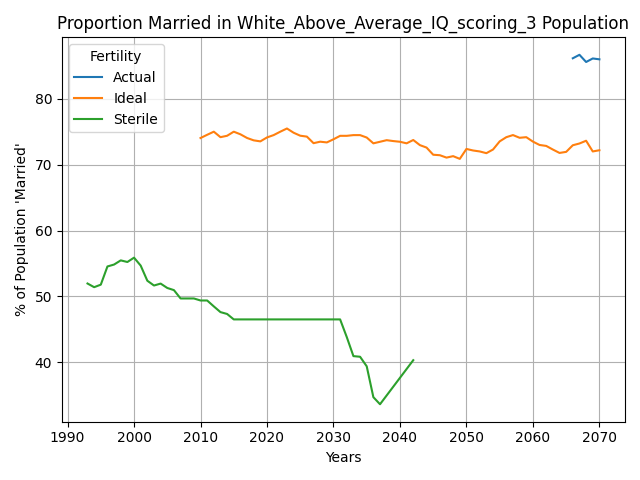 Proportion Married in White_Above_Average_IQ_scoring_3 Population
Fertility
Actual
Ideal
Sterile
% of Population 'Married'
80
70
60
50
40
1990 2000 2010 2020 2030 2040 2050 2060 2070
Years